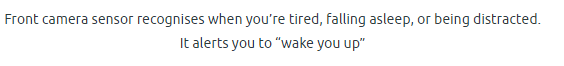 Front camera sensor recognises when you’re tired, falling asleep, or being distracted.
It alerts you to “wake you up”